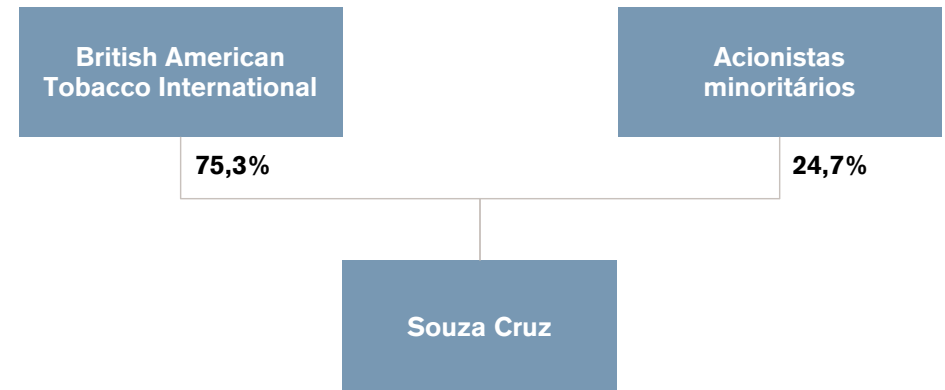 British American
Tobacco International
Acionistas
minoritários
75,3%
24,7%
Souza Cruz